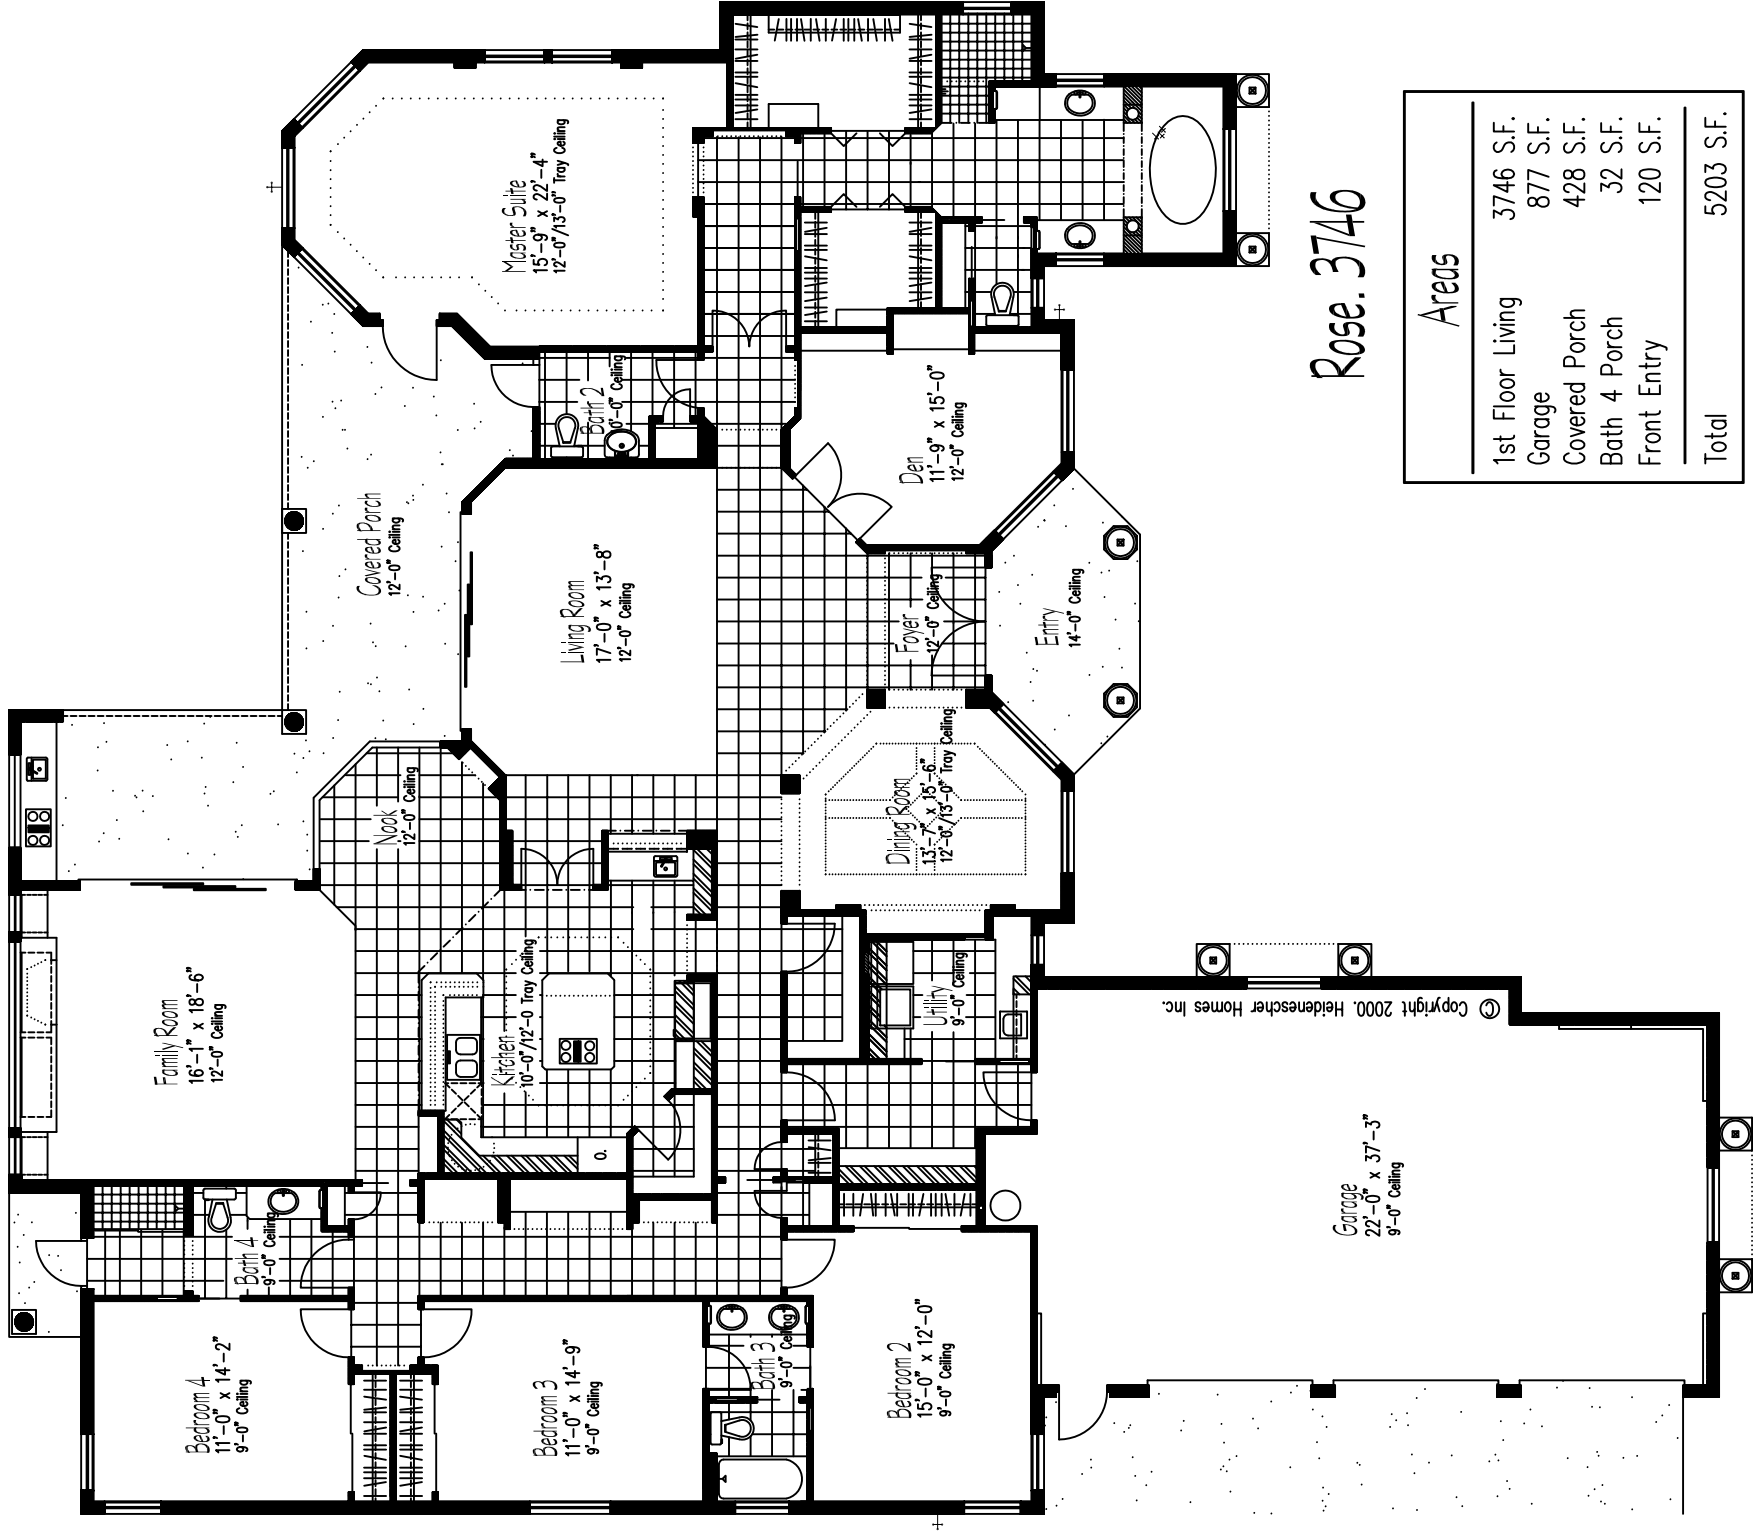 Master Suite
15'-9" x 22'-4"
12'-0"/13'-0" Tray Ceiling
Bath 2
10'-0" Ceiling
Covered Porch
12'-0" Ceiling
Living Room
17'-0" x 13'-8"
12'-0" Ceiling
Den
11'-9" x 15'-0"
12'-0" Ceiling
Foyer
12'-0" Ceiling
Entry
14'-0" Ceiling
Nook
12'-0" Ceiling
Dining Room
13'-7" x 15'-6"
12'-0"/13'-0" Tray Ceiling
Family Room
16'-1" x 18'-6"
12'-0" Ceiling
Kitchen
10'-0"/12'-0 Tray Ceiling
O.
Utility
9'-0" Ceiling
Bath 4
9'-0" Ceiling
Bedroom 4
11'-0" x 14'-2"
9'-0" Ceiling
Bedroom 3
11'-0" x 14'-9"
9'-0" Ceiling
Bath 3
9'-0" Ceiling
Bedroom 2
15'-0" x 12'-0"
9'-0" Ceiling
Garage
22'-0" x 37'-3"
9'-0" Ceiling
© Copyright 2000. Heidenescher Homes Inc.
Rose. 3746
Areas
1st Floor Living 3746 S.F.
Garage 877 S.F.
Covered Porch 428 S.F.
Bath 4 Porch 32 S.F.
Front Entry 120 S.F.
Total 5203 S.F.